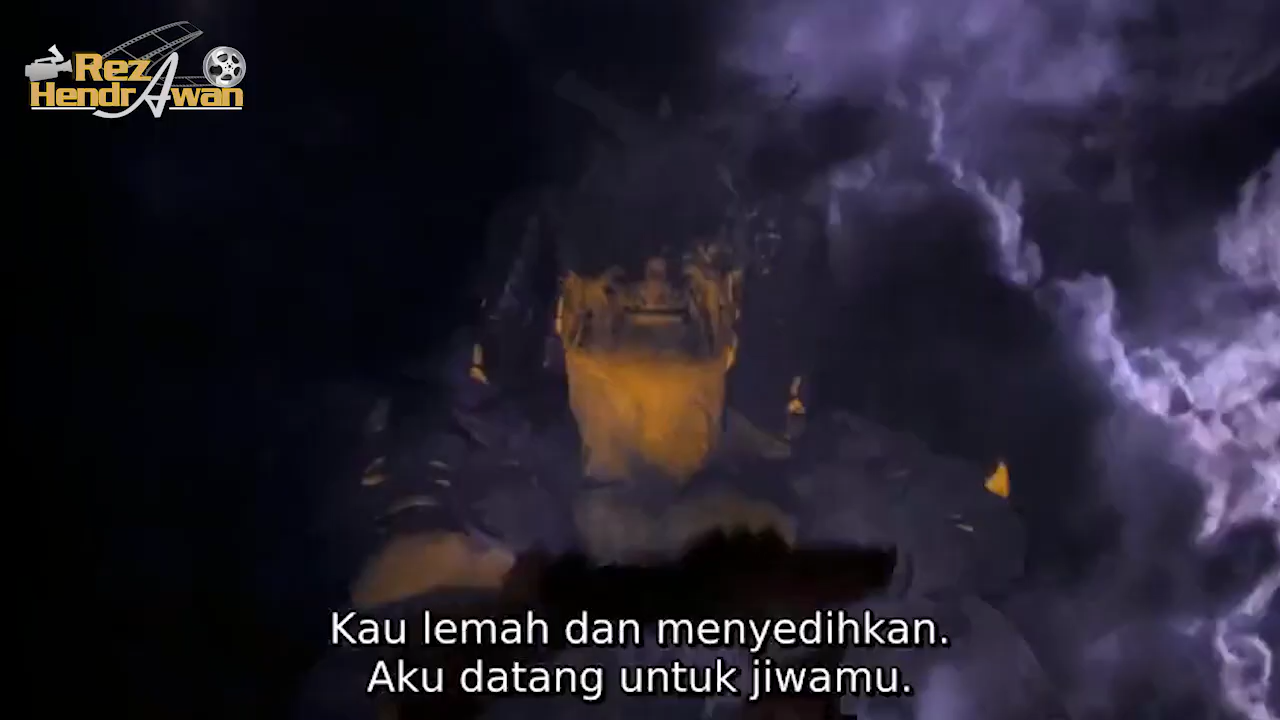 Rez
HendrAwan
Kau lemah dan menyedihkan.
Aku datang untuk jiwamu.